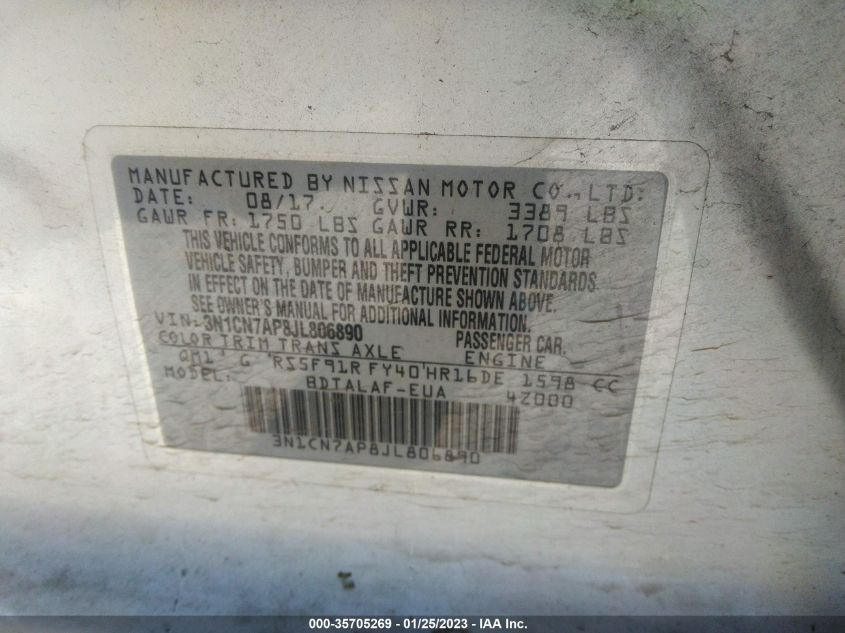 MANUFACTURED BY NISSAN MOTOR CO., LTD.
DATE: 08/17 GVWR: 3389 LBS
GAWR FR: 1750 LBS GAWR RR: 1708 LBS
THIS VEHICLE CONFORMS TO ALL APPLICABLE FEDERAL MOTOR
VEHICLE SAFETY, BUMPER AND THEFT PREVENTION STANDARDS
IN EFFECT ON THE DATE OF MANUFACTURE SHOWN ABOVE.
SEE OWNER'S MANUAL FOR ADDITIONAL INFORMATION.
VIN: 3N1CN7AP8JL806890 PASSENGER CAR.
COLOR TRIM TRANS AXLE ENGINE
QM1 G RS5F91R FY40 HR16DE 1598 CC
MODEL: BDTALAF-EUA 4Z000
3N1CN7AP8JL806890
000-35705269 - 01/25/2023 - IAA Inc.